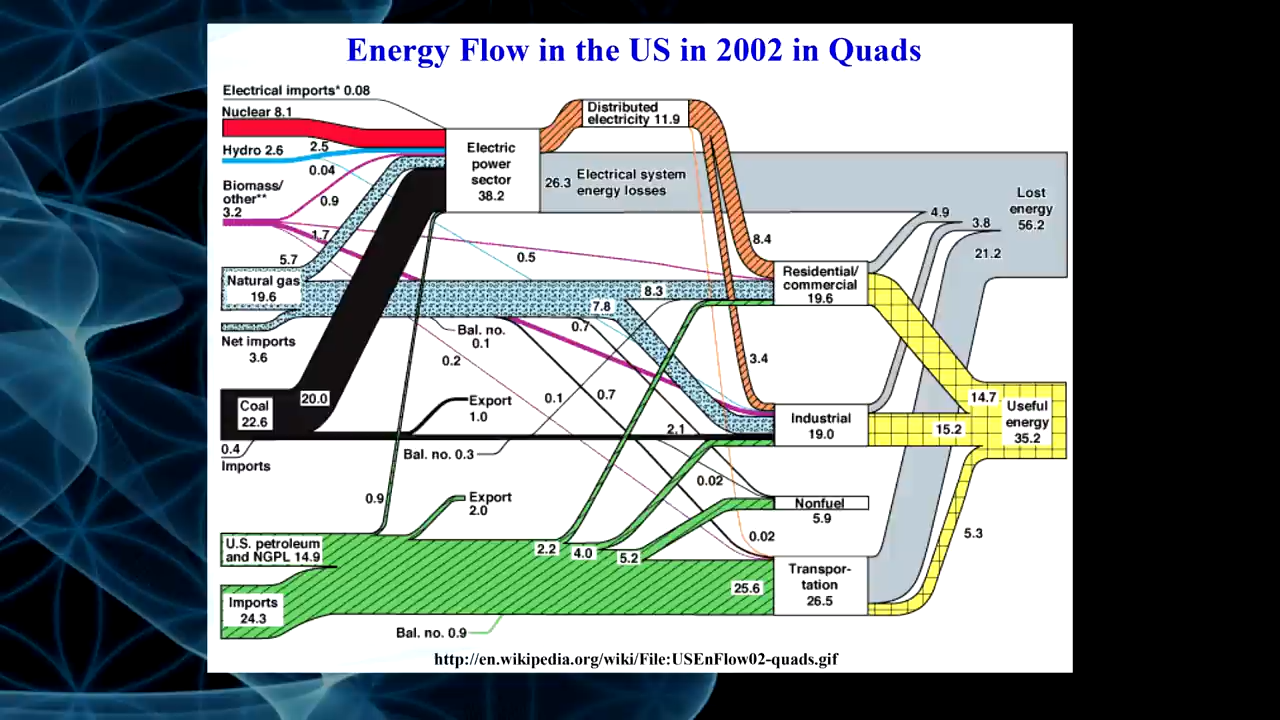 Energy Flow in the US in 2002 in Quads
Electrical imports* 0.08
Nuclear 8.1
Hydro 2.6
2.5
0.04
Biomass/
other**
3.2
0.9
1.7
5.7
Natural gas
19.6
Net imports
3.6
Coal
22.6
20.0
0.4
Imports
Electric
power
sector
38.2
Distributed
electricity 11.9
26.3
Electrical system
energy losses
Lost
energy
56.2
4.9
3.8
21.2
8.4
0.5
Residential/
commercial
19.6
8.3
7.8
0.7
Bal. no.
0.1
0.2
3.4
0.1
0.7
Export
1.0
2.1
Bal. no. 0.3
Industrial
19.0
14.7
15.2
Useful
energy
35.2
0.9
Export
2.0
0.02
Nonfuel
5.9
0.02
5.3
U.S. petroleum
and NGPL 14.9
2.2
4.0
5.2
Imports
24.3
25.6
Transpor-
tation
26.5
Bal. no. 0.9
http://en.wikipedia.org/wiki/File:USEnFlow02-quads.gif